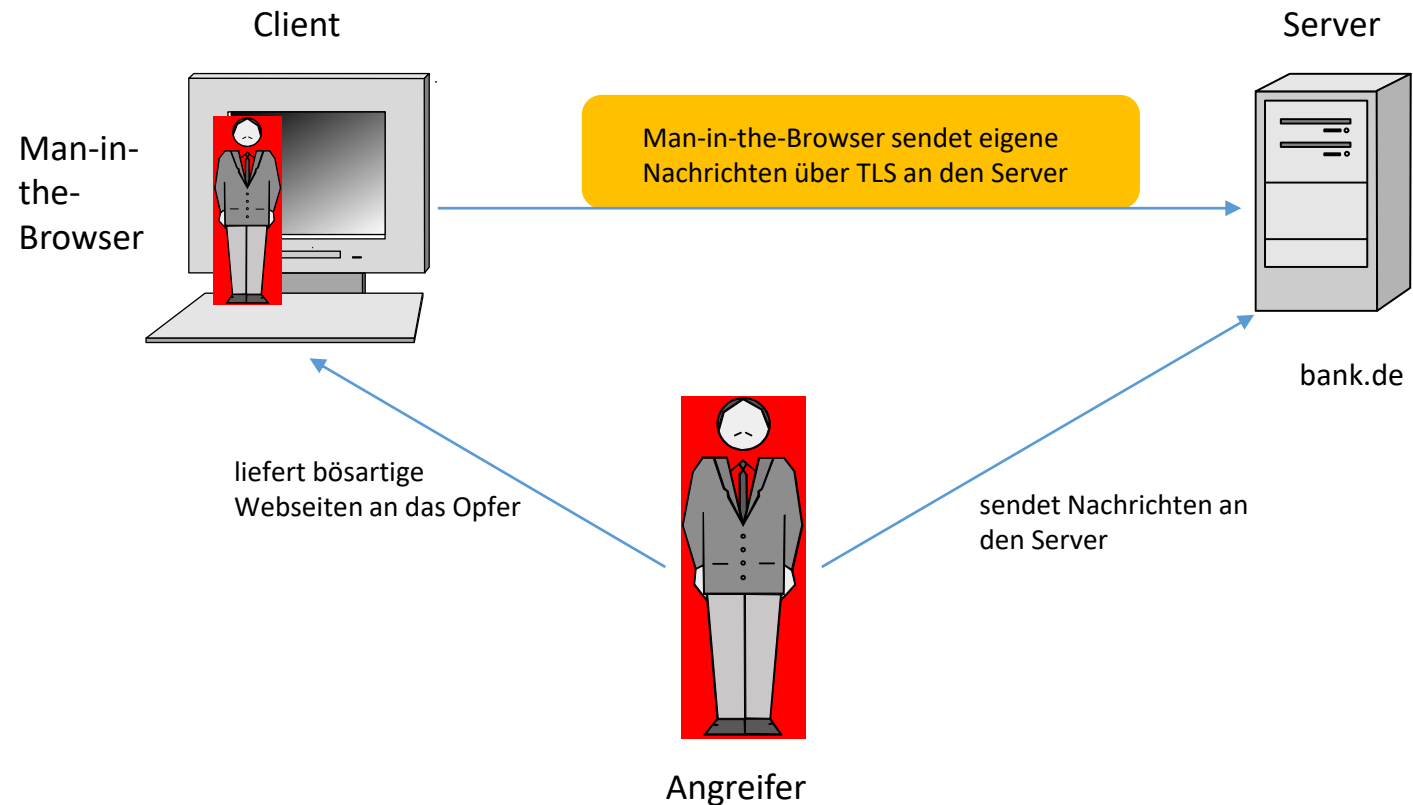 Client
Server
Man-in-
the-
Browser
Man-in-the-Browser sendet eigene
Nachrichten über TLS an den Server
bank.de
liefert bösartige
Webseiten an das Opfer
sendet Nachrichten an
den Server
Angreifer